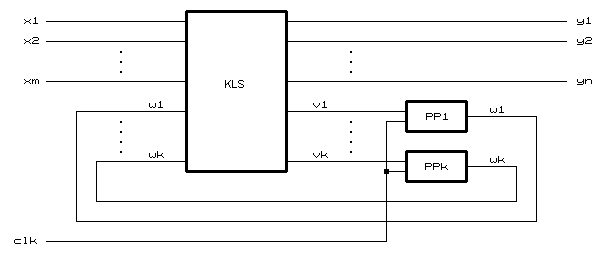 x1 y1
x2 y2
xm KLS yn
w1 v1 PP1 w1
wk vk PPk wk
clk